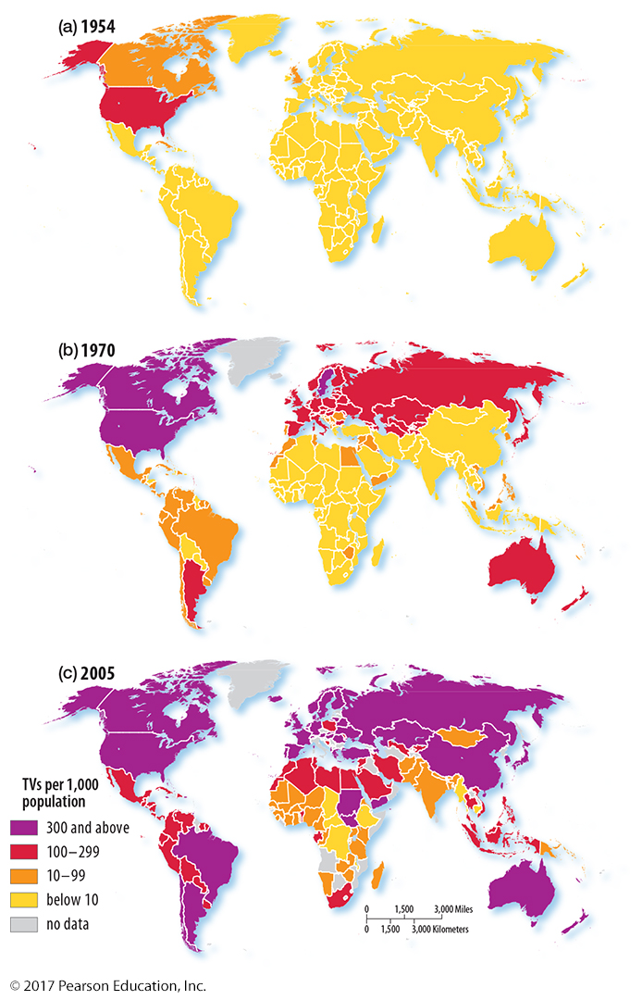 (a) 1954
(b) 1970
(c) 2005
TVs per 1,000
population
300 and above
100–299
10–99
below 10
no data
0 1,500 3,000 Miles
0 1,500 3,000 Kilometers
© 2017 Pearson Education, Inc.